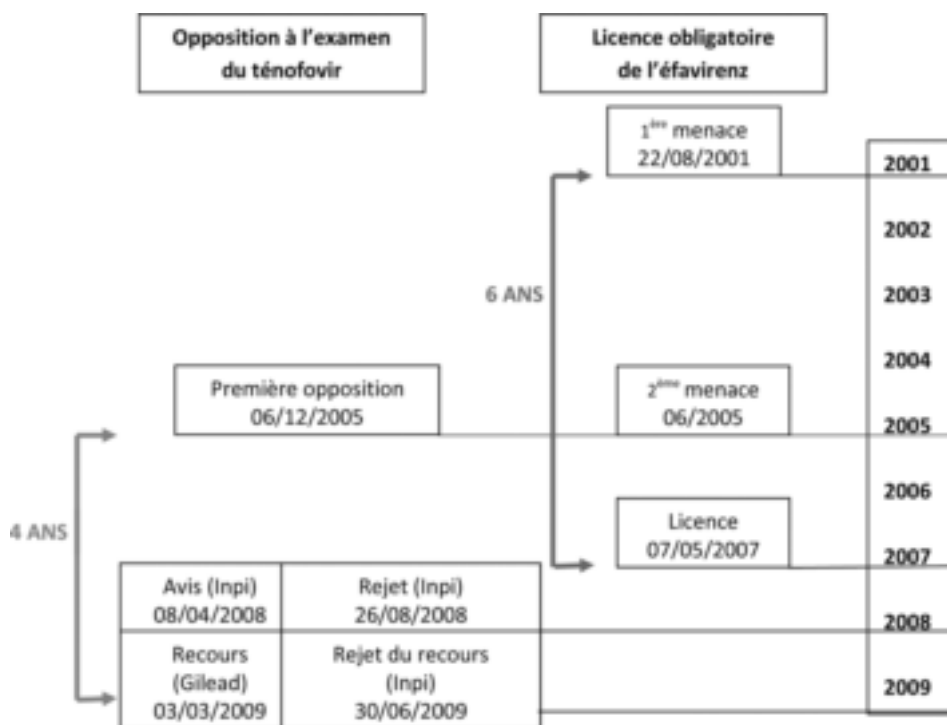 Opposition à l'examen
du ténofovir
Licence obligatoire
de l'éfavirenz
1ère menace
22/08/2001
2001
2002
6 ANS
2003
2004
Première opposition
06/12/2005
2ème menace
06/2005
2005
2006
4 ANS
Licence
07/05/2007
2007
Avis (Inpi)
08/04/2008
Rejet (Inpi)
26/08/2008
2008
Recours
(Gilead)
03/03/2009
Rejet du recours
(Inpi)
30/06/2009
2009